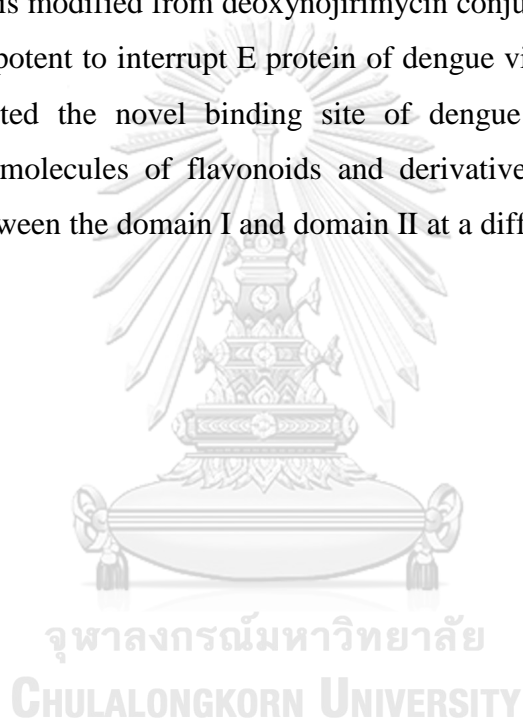 is modified from deoxynojirimycin conju
potent to interrupt E protein of dengue vi
ted the novel binding site of dengue
molecules of flavonoids and derivative
ween the domain I and domain II at a diff
จุฬาลงกรณ์มหาวิทยาลัย
CHULALONGKORN UNIVERSITY